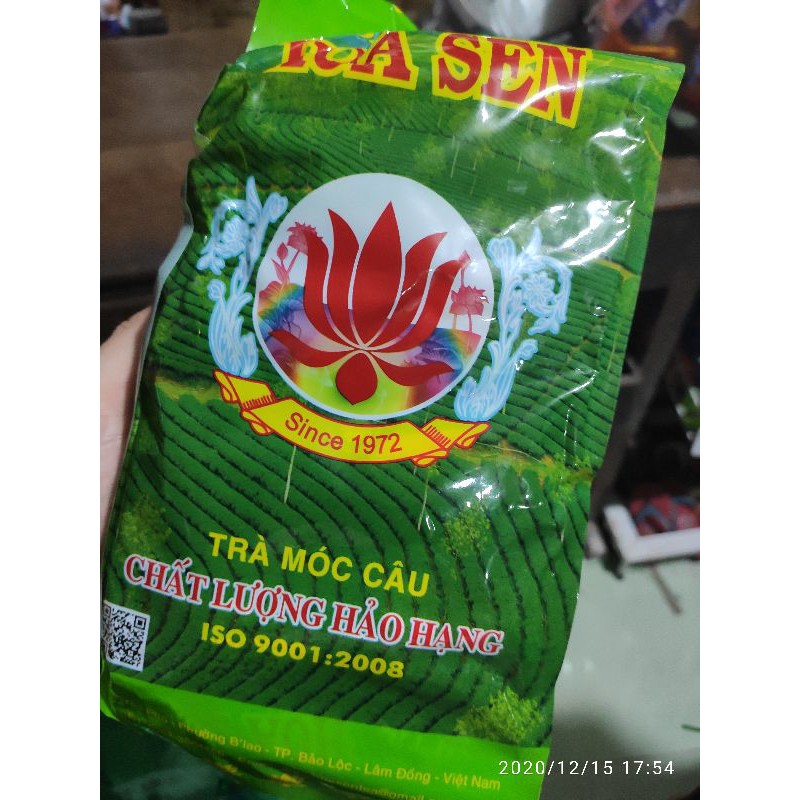 SEN
Since 1972
TRÀ MÓC CÂU
CHẤT LƯỢNG HẢO HẠNG
ISO 9001:2008
Phường B'lao - TP. Bảo Lộc - Lâm Đồng - Việt Nam
2020/12/15 17:54